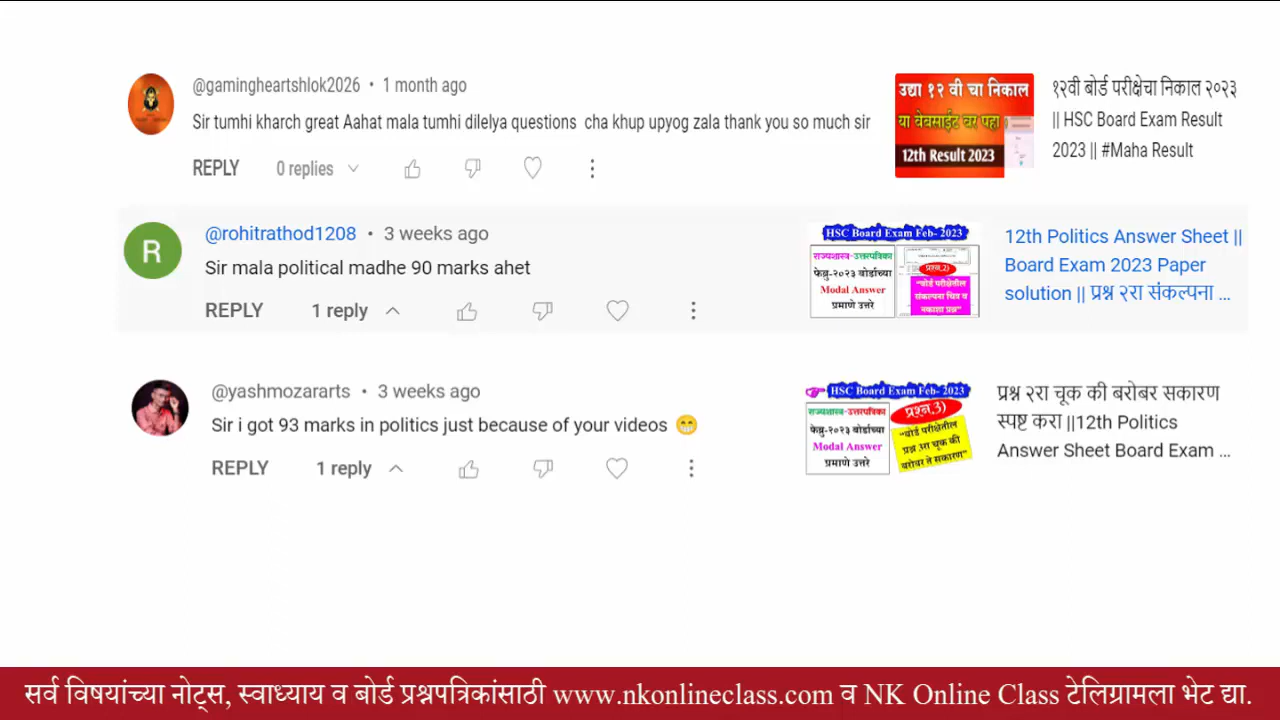 @gamingheartshlok2026 • 1 month ago
Sir tumhi kharch great Aahat mala tumhi dilelya questions cha khup upyog zala thank you so much sir
REPLY 0 replies
उद्या १२ वी चा निकाल
या वेबसाईट वर पहा
12th Result 2023
१२वी बोर्ड परीक्षेचा निकाल २०२३
|| HSC Board Exam Result
2023 || #Maha Result
R
@rohitrathod1208 • 3 weeks ago
Sir mala political madhe 90 marks ahet
REPLY 1 reply
HSC Board Exam Feb- 2023
राज्यशास्त्र-उत्तरपत्रिका
फेब्रु-२०२३ बोर्डाच्या
Modal Answer
प्रमाणे उत्तरे
प्रश्न.2)
"बोर्ड परीक्षेतील
संकल्पना चित्र व
नकाशा प्रश्न"
12th Politics Answer Sheet ||
Board Exam 2023 Paper
solution || प्रश्न २रा संकल्पना ...
@yashmozararts • 3 weeks ago
Sir i got 93 marks in politics just because of your videos 😁
REPLY 1 reply
HSC Board Exam Feb- 2023
राज्यशास्त्र-उत्तरपत्रिका
फेब्रु-२०२३ बोर्डाच्या
Modal Answer
प्रमाणे उत्तरे
प्रश्न.3)
"बोर्ड परीक्षेतील
प्रश्न ३रा चूक की
बरोबर ते सकारण"
प्रश्न २रा चूक की बरोबर सकारण
स्पष्ट करा ||12th Politics
Answer Sheet Board Exam ...
सर्व विषयांच्या नोट्स, स्वाध्याय व बोर्ड प्रश्नपत्रिकांसाठी www.nkonlineclass.com व NK Online Class टेलिग्रामला भेट द्या.